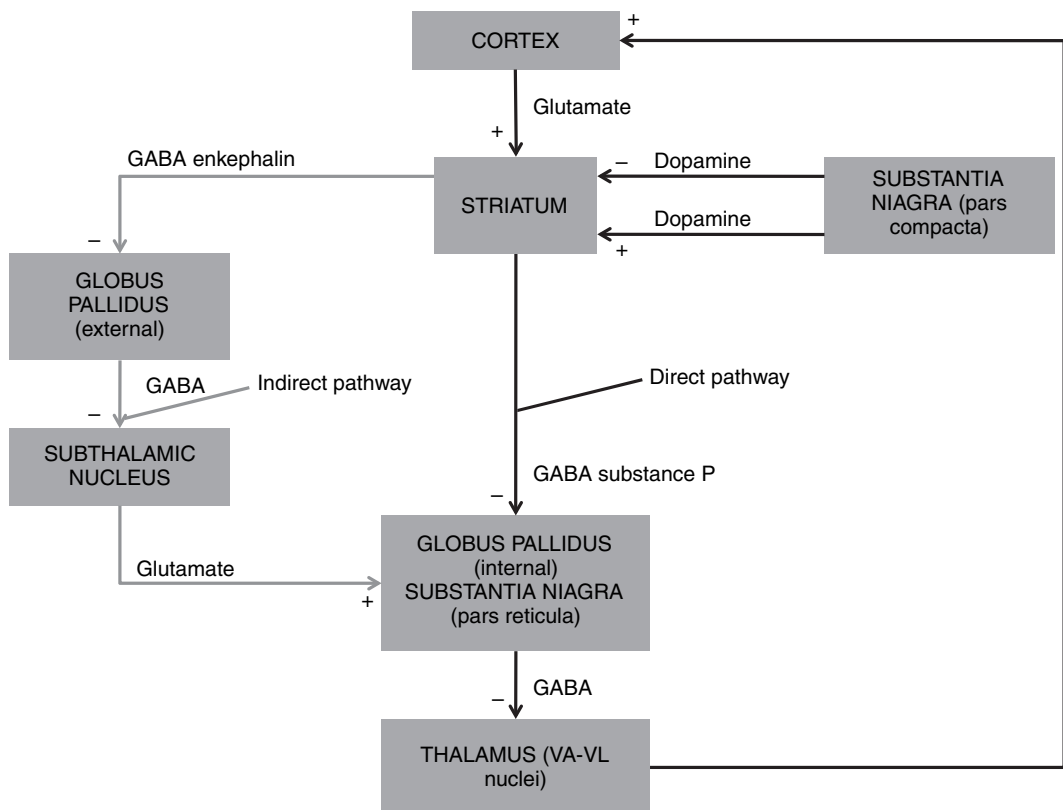 +
CORTEX
Glutamate
+
GABA enkephalin
– Dopamine
STRIATUM
SUBSTANTIA
NIAGRA (pars
compacta)
Dopamine
+
–
GLOBUS
PALLIDUS
(external)
GABA
Indirect pathway
Direct pathway
–
SUBTHALAMIC
NUCLEUS
GABA substance P
–
GLOBUS PALLIDUS
(internal)
SUBSTANTIA NIAGRA
(pars reticula)
Glutamate
+
GABA
–
THALAMUS (VA-VL
nuclei)